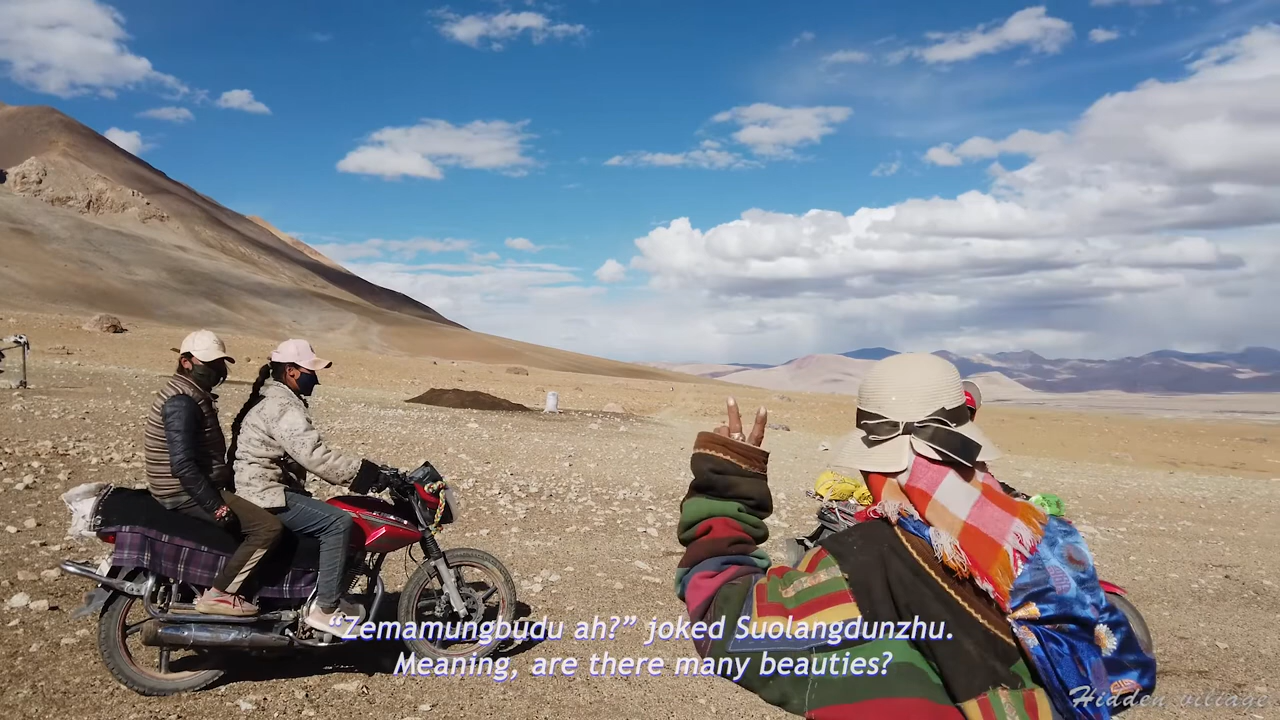 “Zemamungbudu ah?” joked Suolangdunzhu.
Meaning, are there many beauties?
Hidden village